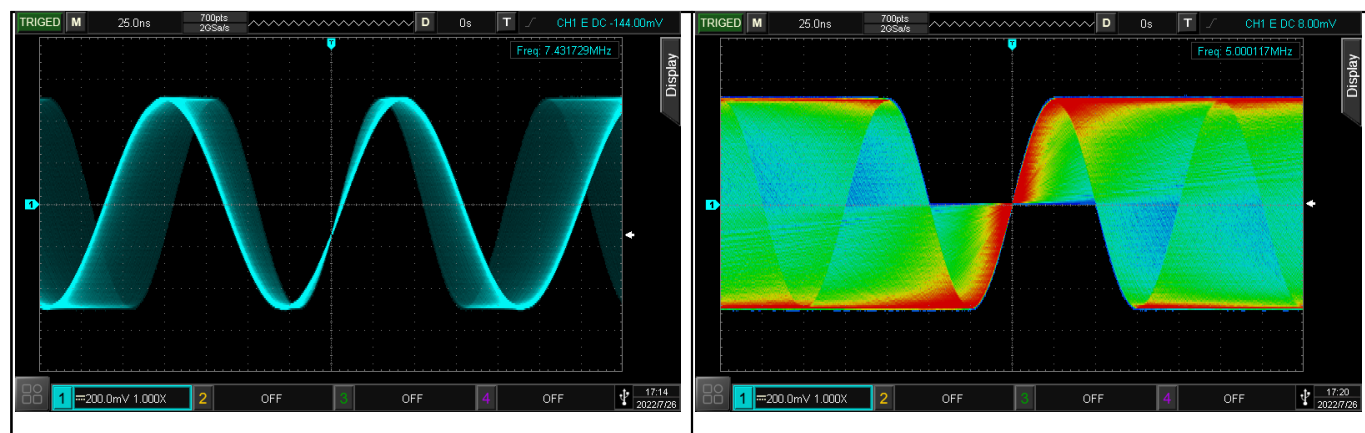 TRIGED M 25.0ns 700pts 2GSa/s D 0s T CH1 E DC -144.00mV
Freq: 7.431729MHz
Display
T
1
1 200.0mV 1.000X 2 OFF 3 OFF 4 OFF 17:14 2022/7/26
TRIGED M 25.0ns 700pts 2GSa/s D 0s T CH1 E DC 8.00mV
Freq: 5.000117MHz
Display
T
1
1 200.0mV 1.000X 2 OFF 3 OFF 4 OFF 17:20 2022/7/26